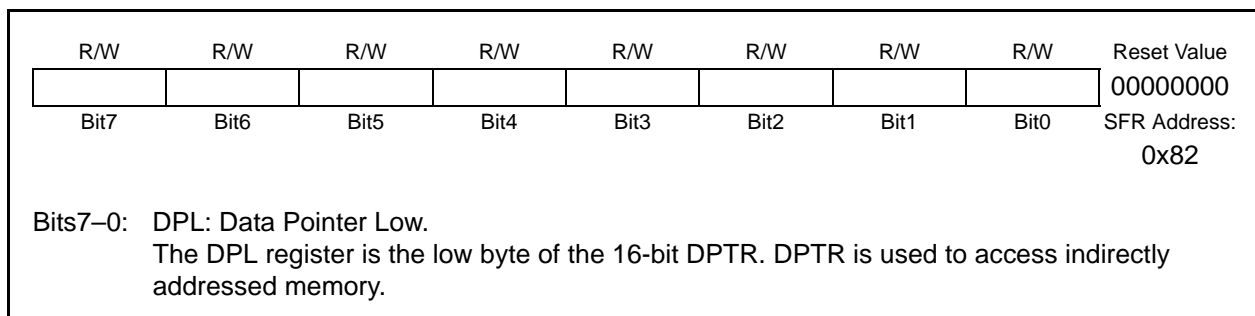 R/W R/W R/W R/W R/W R/W R/W R/W Reset Value
00000000
Bit7 Bit6 Bit5 Bit4 Bit3 Bit2 Bit1 Bit0 SFR Address:
0x82
Bits7–0: DPL: Data Pointer Low.
The DPL register is the low byte of the 16-bit DPTR. DPTR is used to access indirectly
addressed memory.